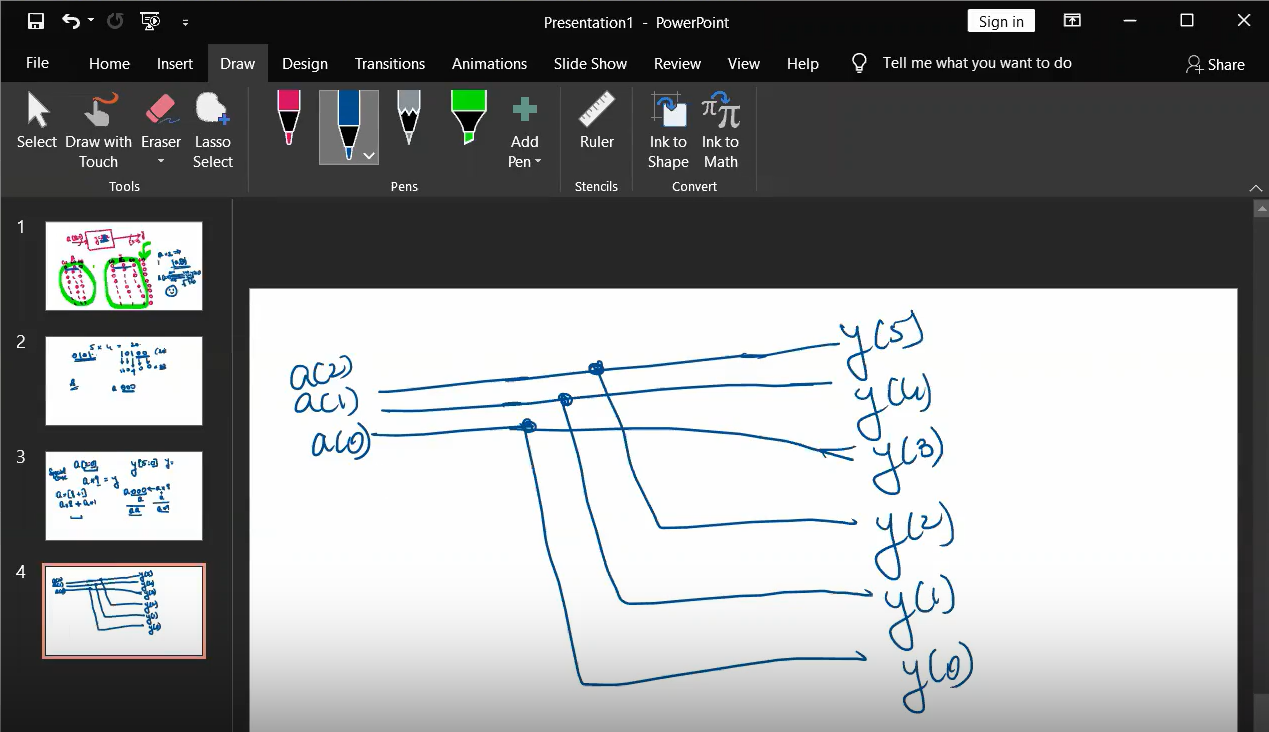 Presentation1 - PowerPoint
Sign in
File Home Insert Draw Design Transitions Animations Slide Show Review View Help Tell me what you want to do Share
Select Draw with Touch Eraser Lasso Select Add Pen Ruler Ink to Shape Ink to Math
Tools Pens Stencils Convert
1
2
3
4
a(2)
a(1)
a(0)
y(5)
y(4)
y(3)
y(2)
y(1)
y(0)